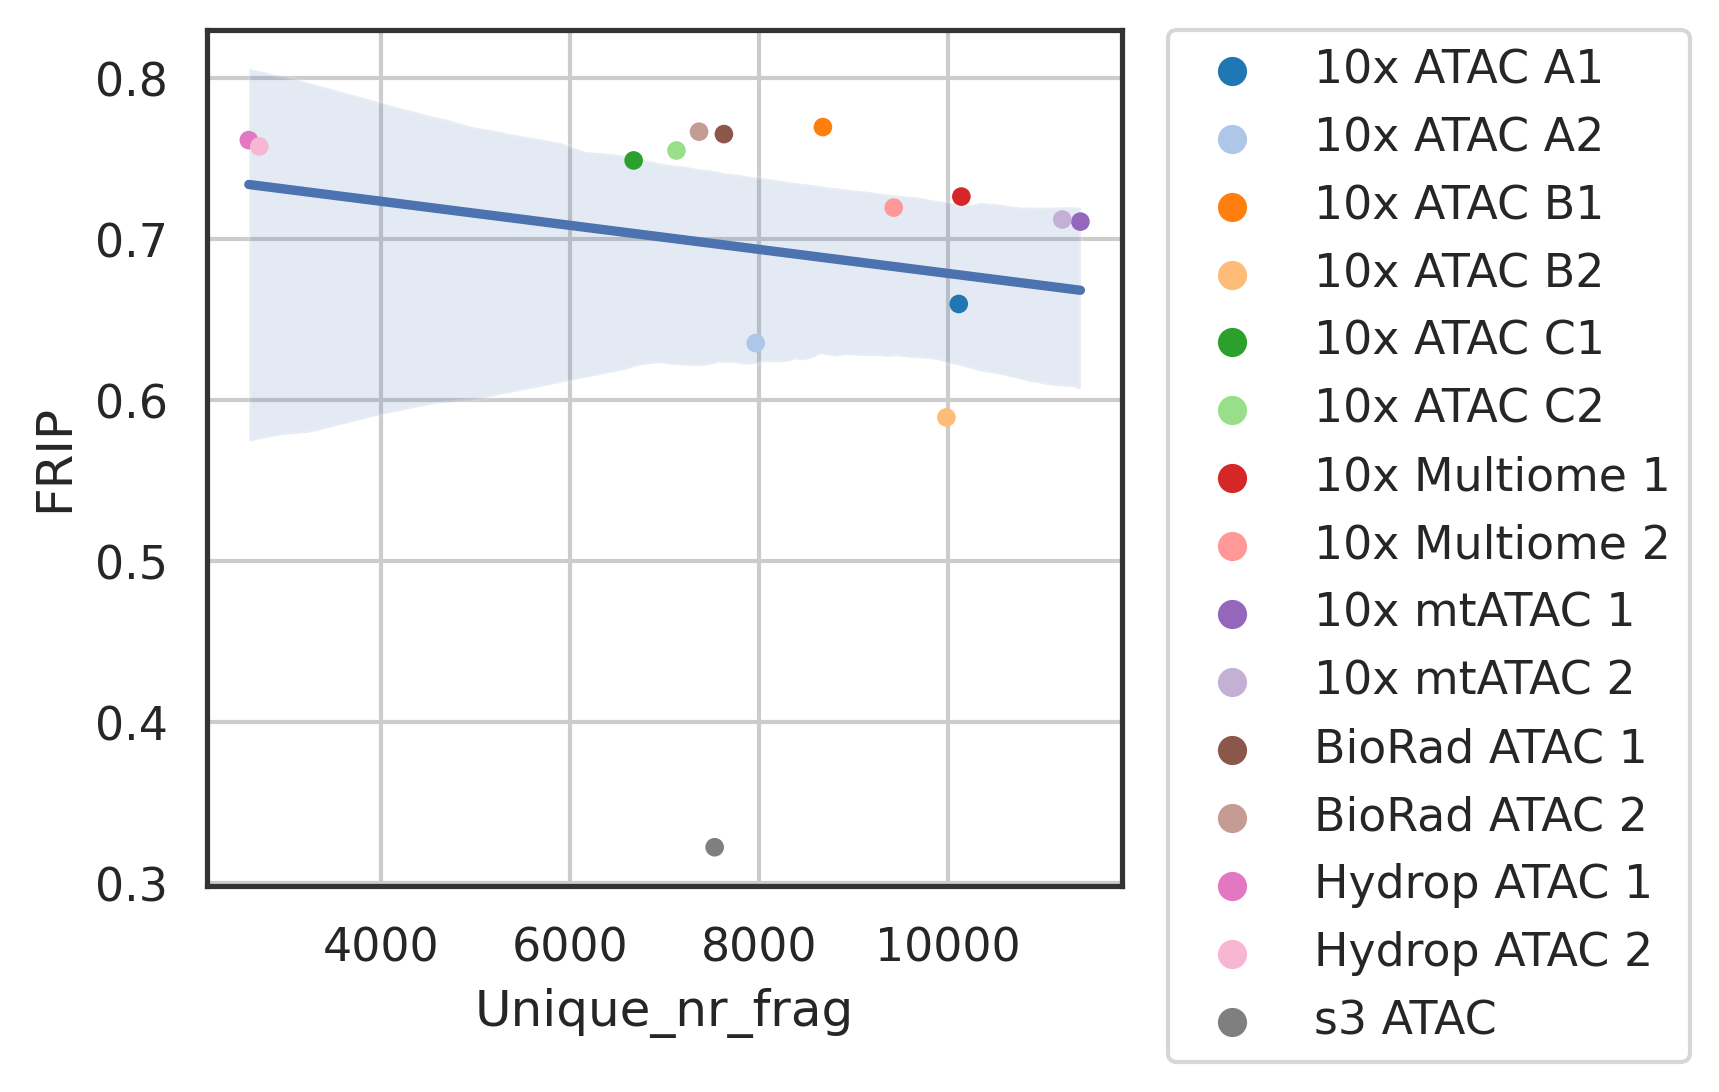 0.8
0.7
0.6
0.5
0.4
0.3
FRIP
4000 6000 8000 10000
Unique_nr_frag
10x ATAC A1
10x ATAC A2
10x ATAC B1
10x ATAC B2
10x ATAC C1
10x ATAC C2
10x Multiome 1
10x Multiome 2
10x mtATAC 1
10x mtATAC 2
BioRad ATAC 1
BioRad ATAC 2
Hydrop ATAC 1
Hydrop ATAC 2
s3 ATAC